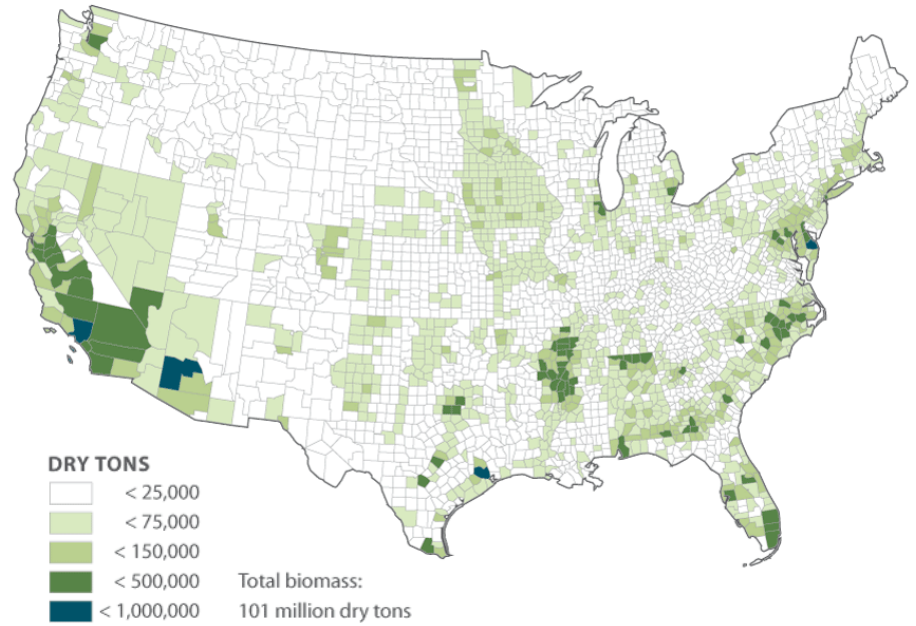 DRY TONS
< 25,000
< 75,000
< 150,000
< 500,000
< 1,000,000
Total biomass:
101 million dry tons